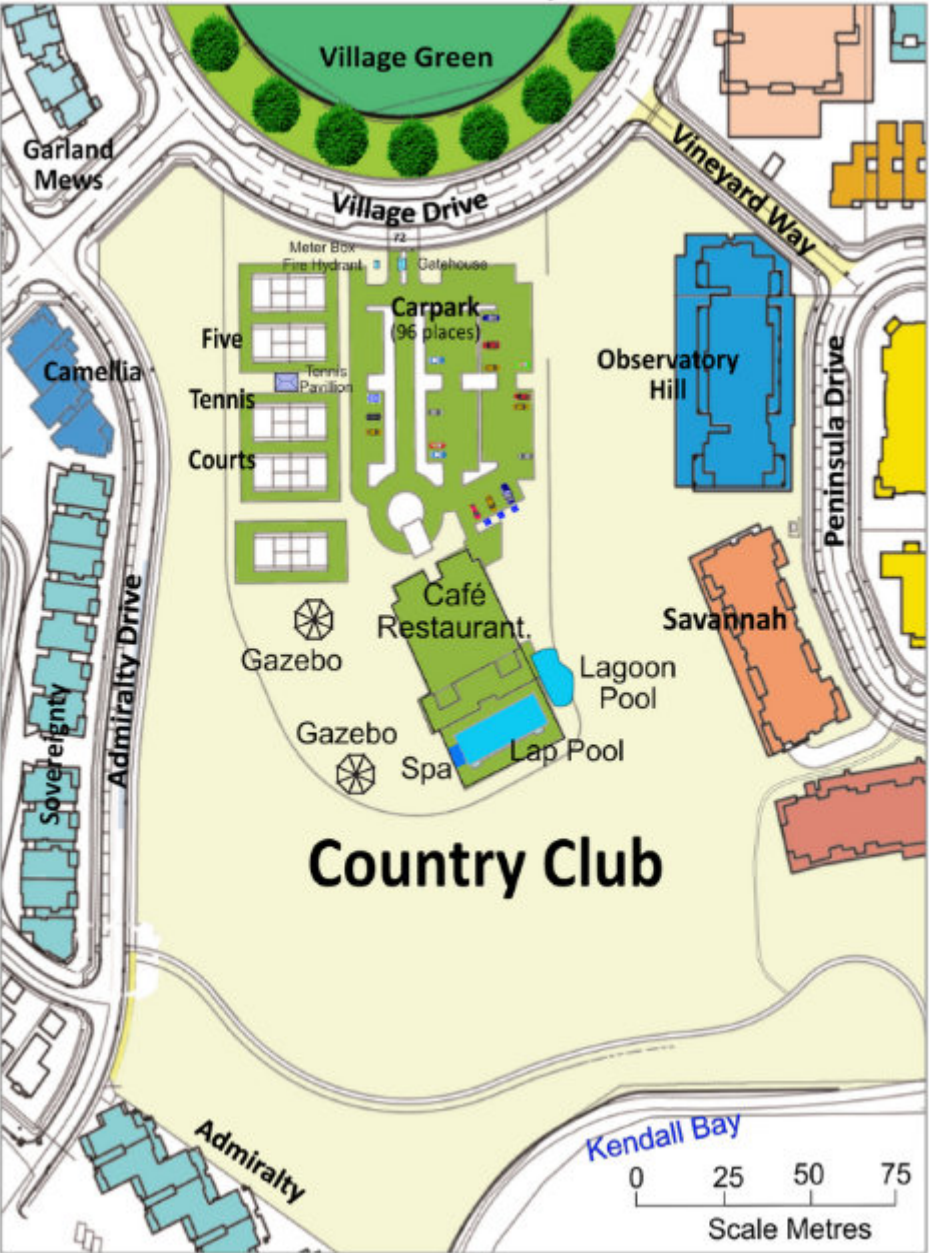 Village Green
Garland
Mews
Vineyard Way
Village Drive
72
Meter Box
Fire Hydrant
Gatehouse
Carpark
(96 places)
Five
Tennis
Courts
Tennis
Pavilion
Camellia
Observatory
Hill
Peninsula Drive
Admiralty Drive
Sovereignty
Café
Restaurant.
Savannah
Gazebo
Lagoon
Pool
Gazebo
Spa
Lap Pool
Country Club
Admiralty
Kendall Bay
0 25 50 75
Scale Metres